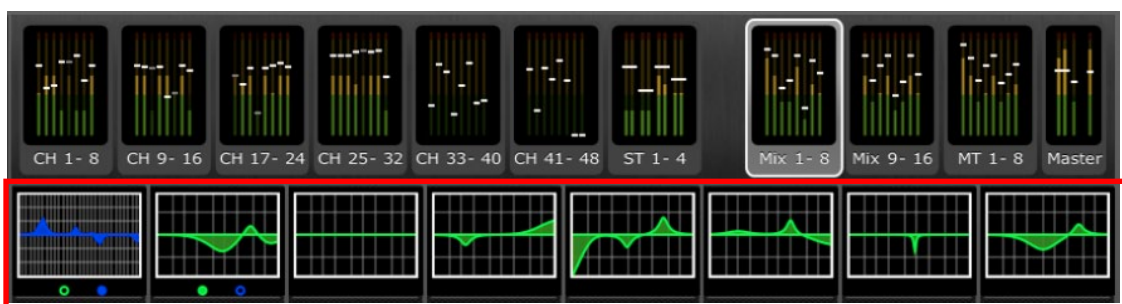 CH 1- 8 CH 9- 16 CH 17- 24 CH 25- 32 CH 33- 40 CH 41- 48 ST 1- 4 Mix 1- 8 Mix 9- 16 MT 1- 8 Master